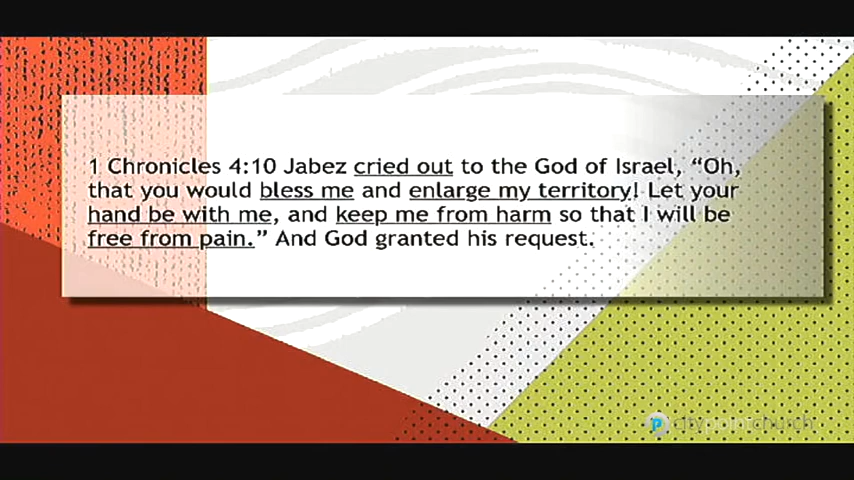 1 Chronicles 4:10 Jabez cried out to the God of Israel, “Oh,
that you would bless me and enlarge my territory! Let your
hand be with me, and keep me from harm so that I will be
free from pain.” And God granted his request.
citypointchurch